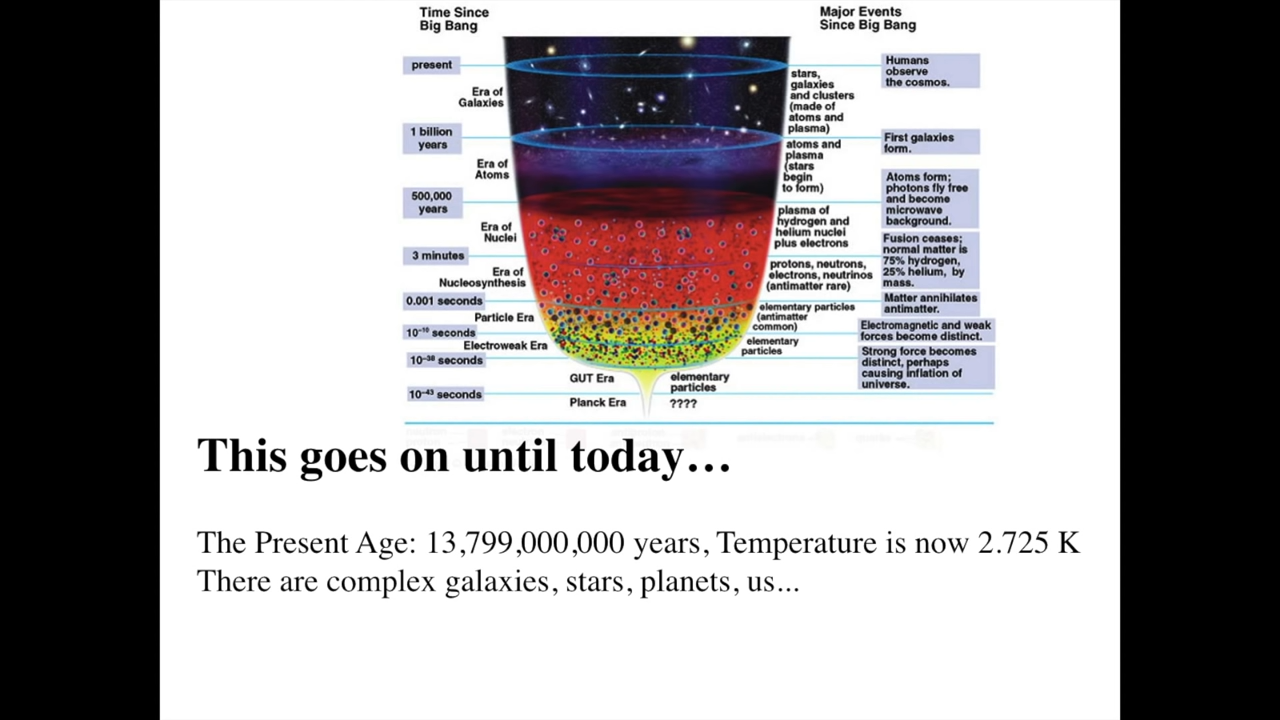 Time Since
Big Bang
Major Events
Since Big Bang
present
Humans
observe
the cosmos.
stars,
galaxies
and clusters
(made of
atoms and
plasma)
Era of
Galaxies
1 billion
years
First galaxies
form.
atoms and
plasma
(stars
begin
to form)
Era of
Atoms
Atoms form;
photons fly free
and become
microwave
background.
500,000
years
plasma of
hydrogen and
helium nuclei
plus electrons
Era of
Nuclei
Fusion ceases;
normal matter is
75% hydrogen,
25% helium, by
mass.
3 minutes
protons, neutrons,
electrons, neutrinos
(antimatter rare)
Era of
Nucleosynthesis
0.001 seconds
Matter annihilates
antimatter.
elementary particles
(antimatter
common)
Particle Era
10⁻¹⁰ seconds
Electromagnetic and weak
forces become distinct.
elementary
particles
Electroweak Era
10⁻³⁸ seconds
Strong force becomes
distinct, perhaps
causing inflation of
universe.
GUT Era
elementary
particles
10⁻⁴³ seconds
Planck Era
????
This goes on until today…
The Present Age: 13,799,000,000 years, Temperature is now 2.725 K
There are complex galaxies, stars, planets, us...